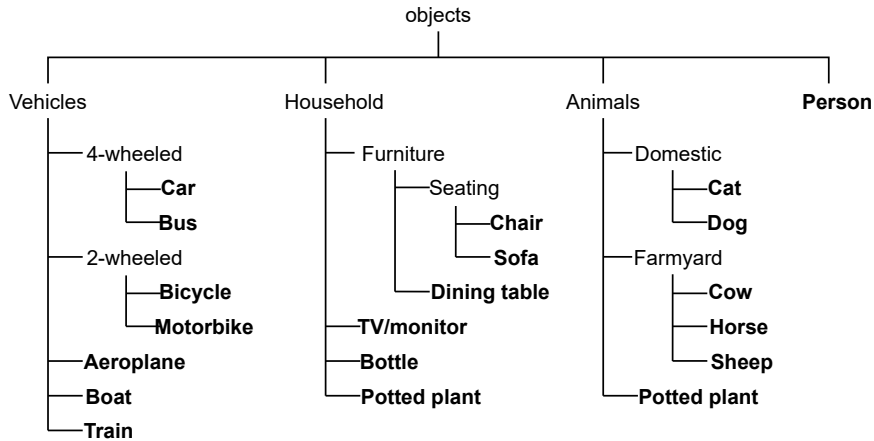 objects
Vehicles
4-wheeled
Car
Bus
2-wheeled
Bicycle
Motorbike
Aeroplane
Boat
Train
Household
Furniture
Seating
Chair
Sofa
Dining table
TV/monitor
Bottle
Potted plant
Animals
Domestic
Cat
Dog
Farmyard
Cow
Horse
Sheep
Potted plant
Person